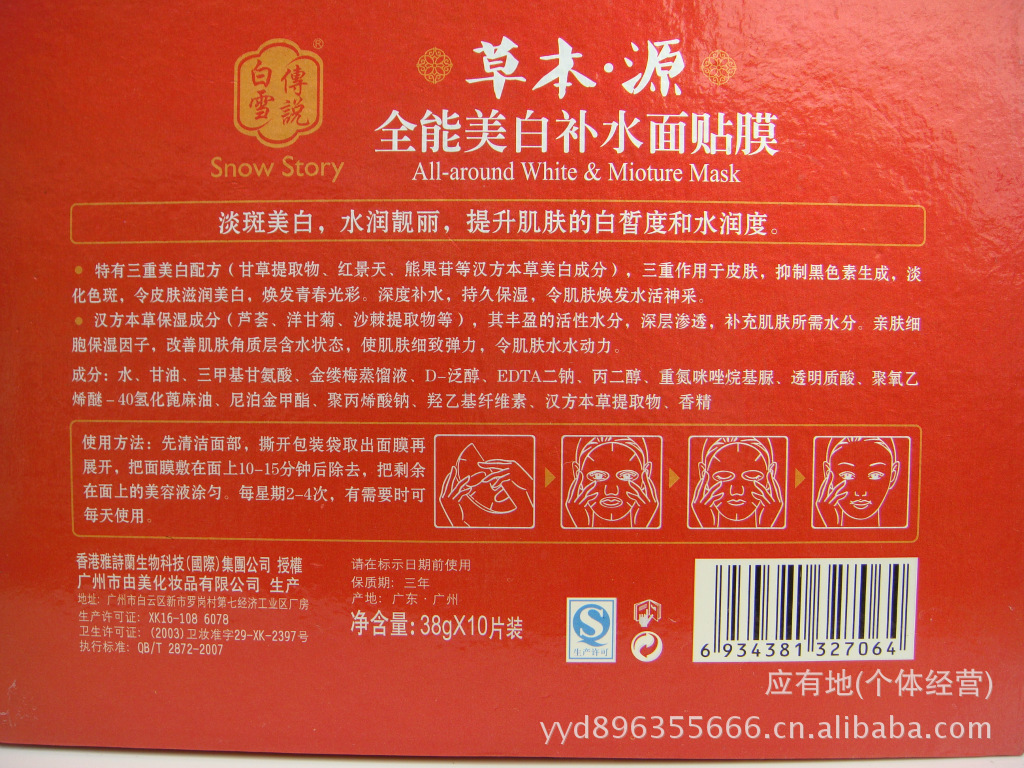 白雪傳説®
Snow Story
草本·源
全能美白补水面贴膜
All-around White & Mioture Mask
淡斑美白，水润靓丽，提升肌肤的白皙度和水润度。
● 特有三重美白配方（甘草提取物、红景天、熊果苷等汉方本草美白成分），三重作用于皮肤，抑制黑色素生成，淡
化色斑，令皮肤滋润美白，焕发青春光彩。深度补水，持久保湿，令肌肤焕发水活神采。
● 汉方本草保湿成分（芦荟、洋甘菊、沙棘提取物等），其丰盈的活性水分，深层渗透，补充肌肤所需水分。亲肤细
胞保湿因子，改善肌肤角质层含水状态，使肌肤细致弹力，令肌肤水水动力。
成分：水、甘油、三甲基甘氨酸、金缕梅蒸馏液、D-泛醇、EDTA二钠、丙二醇、重氮咪唑烷基脲、透明质酸、聚氧乙
烯醚-40氢化蓖麻油、尼泊金甲酯、聚丙烯酸钠、羟乙基纤维素、汉方本草提取物、香精
使用方法：先清洁面部，撕开包装袋取出面膜再
展开，把面膜敷在面上10-15分钟后除去，把剩余
在面上的美容液涂匀。每星期2-4次，有需要时可
每天使用。
香港雅詩蘭生物科技(國際)集團公司 授權
广州市由美化妆品有限公司 生产
地址：广州市白云区新市罗岗村第七经济工业区厂房
生产许可证：XK16-108 6078
卫生许可证：(2003)卫妆准字29-XK-2397号
执行标准：QB/T 2872-2007
请在标示日期前使用
保质期：三年
产地：广东·广州
净含量:38gX10片装
生产许可
6 934381 327064
应有地(个体经营)
yyd896355666.cn.alibaba.com